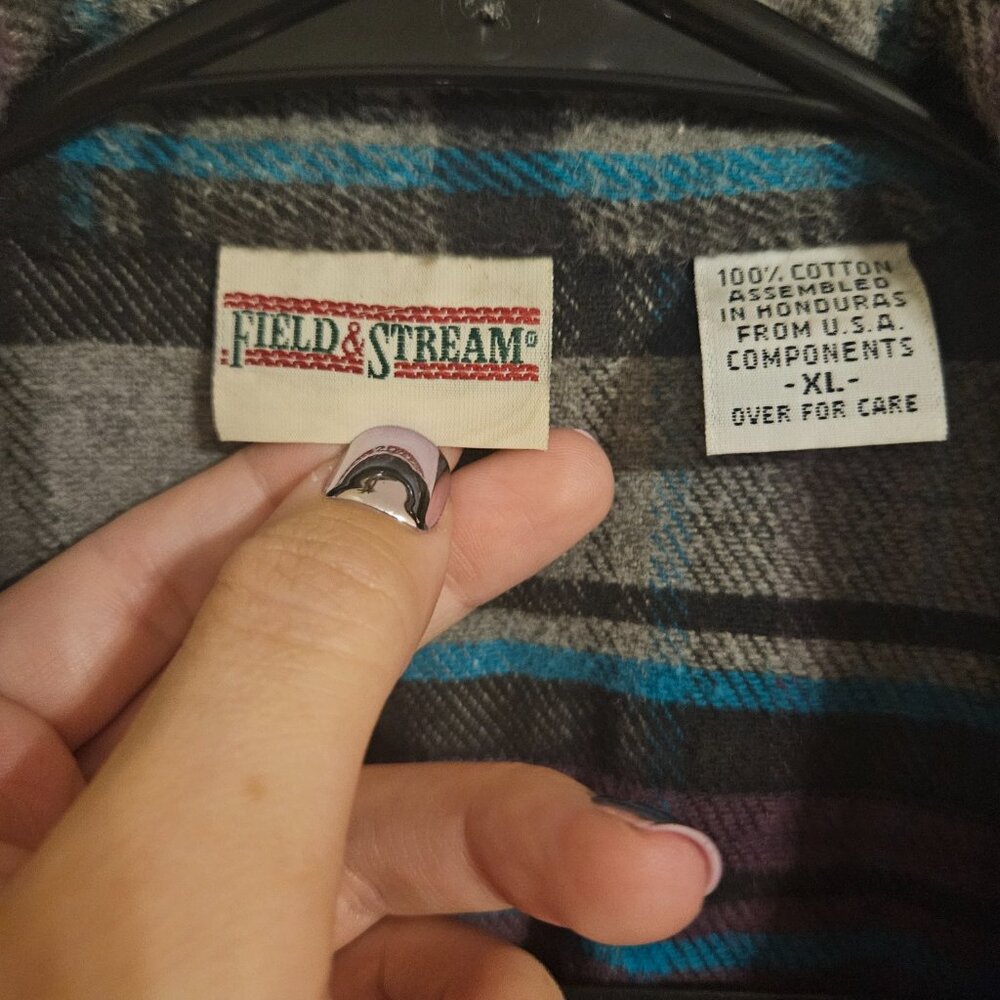 FIELD & STREAM®
100% COTTON
ASSEMBLED
IN HONDURAS
FROM U.S.A.
COMPONENTS
-XL-
OVER FOR CARE